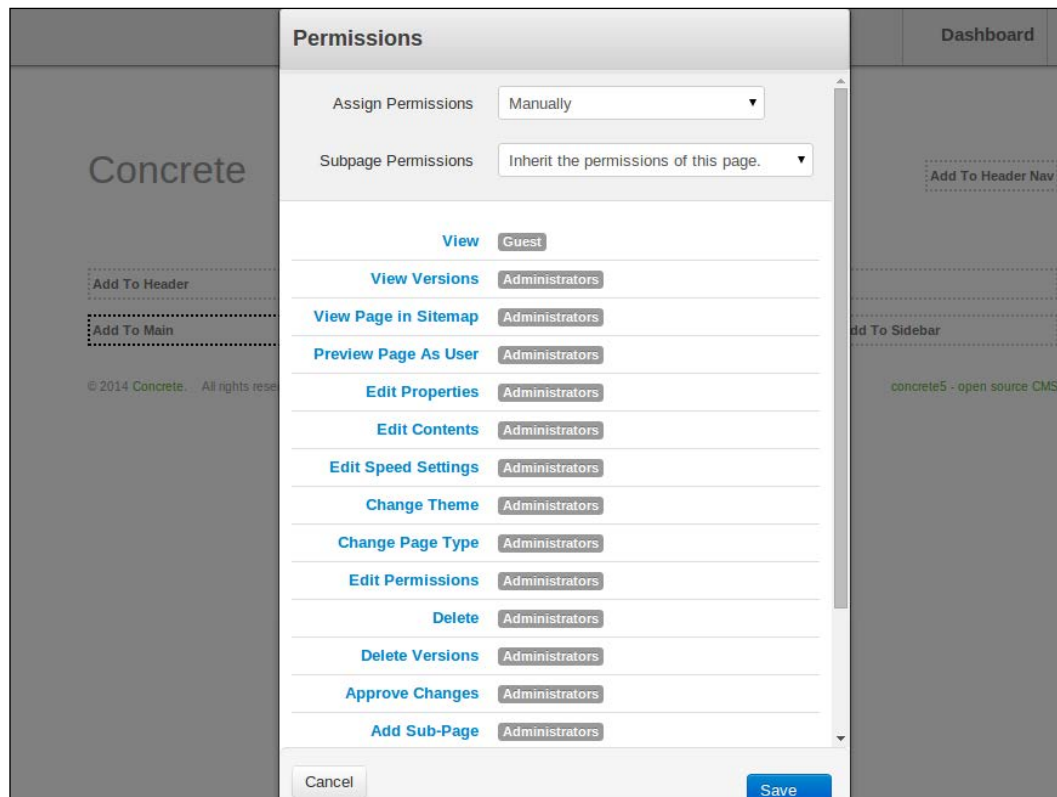 Permissions
Dashboard
Assign Permissions Manually
Subpage Permissions Inherit the permissions of this page.
Concrete
Add To Header Nav
View Guest
View Versions Administrators
Add To Header
View Page in Sitemap Administrators
Add To Main
dd To Sidebar
Preview Page As User Administrators
© 2014 Concrete. All rights rese
concrete5 - open source CMS
Edit Properties Administrators
Edit Contents Administrators
Edit Speed Settings Administrators
Change Theme Administrators
Change Page Type Administrators
Edit Permissions Administrators
Delete Administrators
Delete Versions Administrators
Approve Changes Administrators
Add Sub-Page Administrators
Cancel
Save